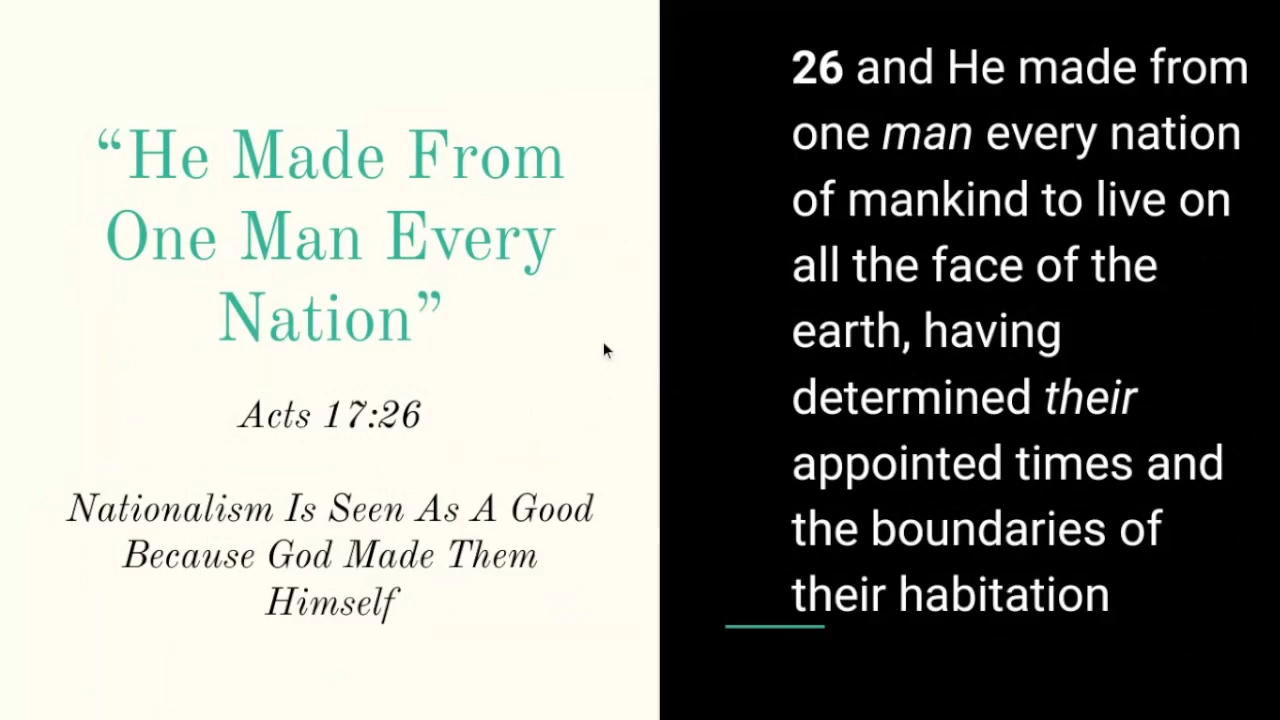 “He Made From
One Man Every
Nation”
Acts 17:26
Nationalism Is Seen As A Good
Because God Made Them
Himself
26 and He made from
one man every nation
of mankind to live on
all the face of the
earth, having
determined their
appointed times and
the boundaries of
their habitation